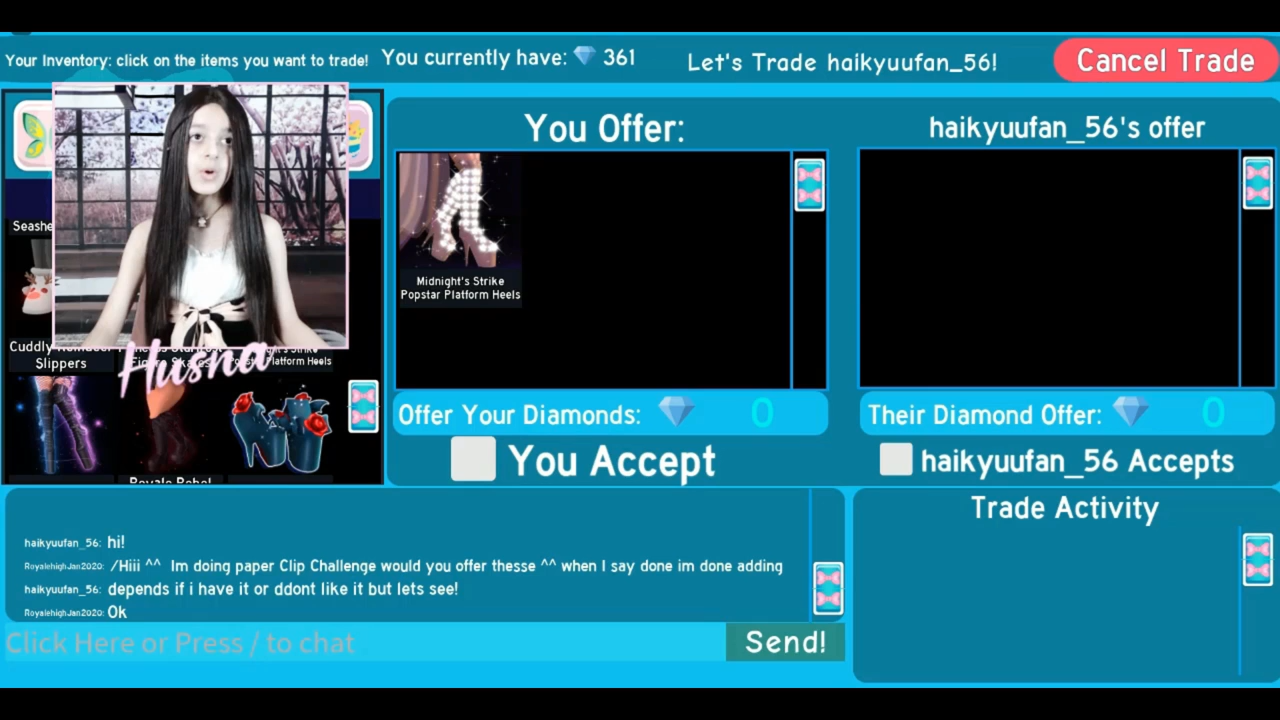 Your Inventory: click on the items you want to trade!
You currently have: 361
Let's Trade haikyuufan_56!
Cancel Trade
You Offer:
haikyuufan_56's offer
Midnight's Strike
Popstar Platform Heels
Husna
Slippers
Platform Heels
Offer Your Diamonds: 0
Their Diamond Offer: 0
You Accept
haikyuufan_56 Accepts
Trade Activity
haikyuufan_56: hi!
RoyalehighJan2020: /Hiii ^^ Im doing paper Clip Challenge would you offer thesse ^^ when I say done im done adding
haikyuufan_56: depends if i have it or ddont like it but lets see!
RoyalehighJan2020: Ok
Click Here or Press / to chat
Send!